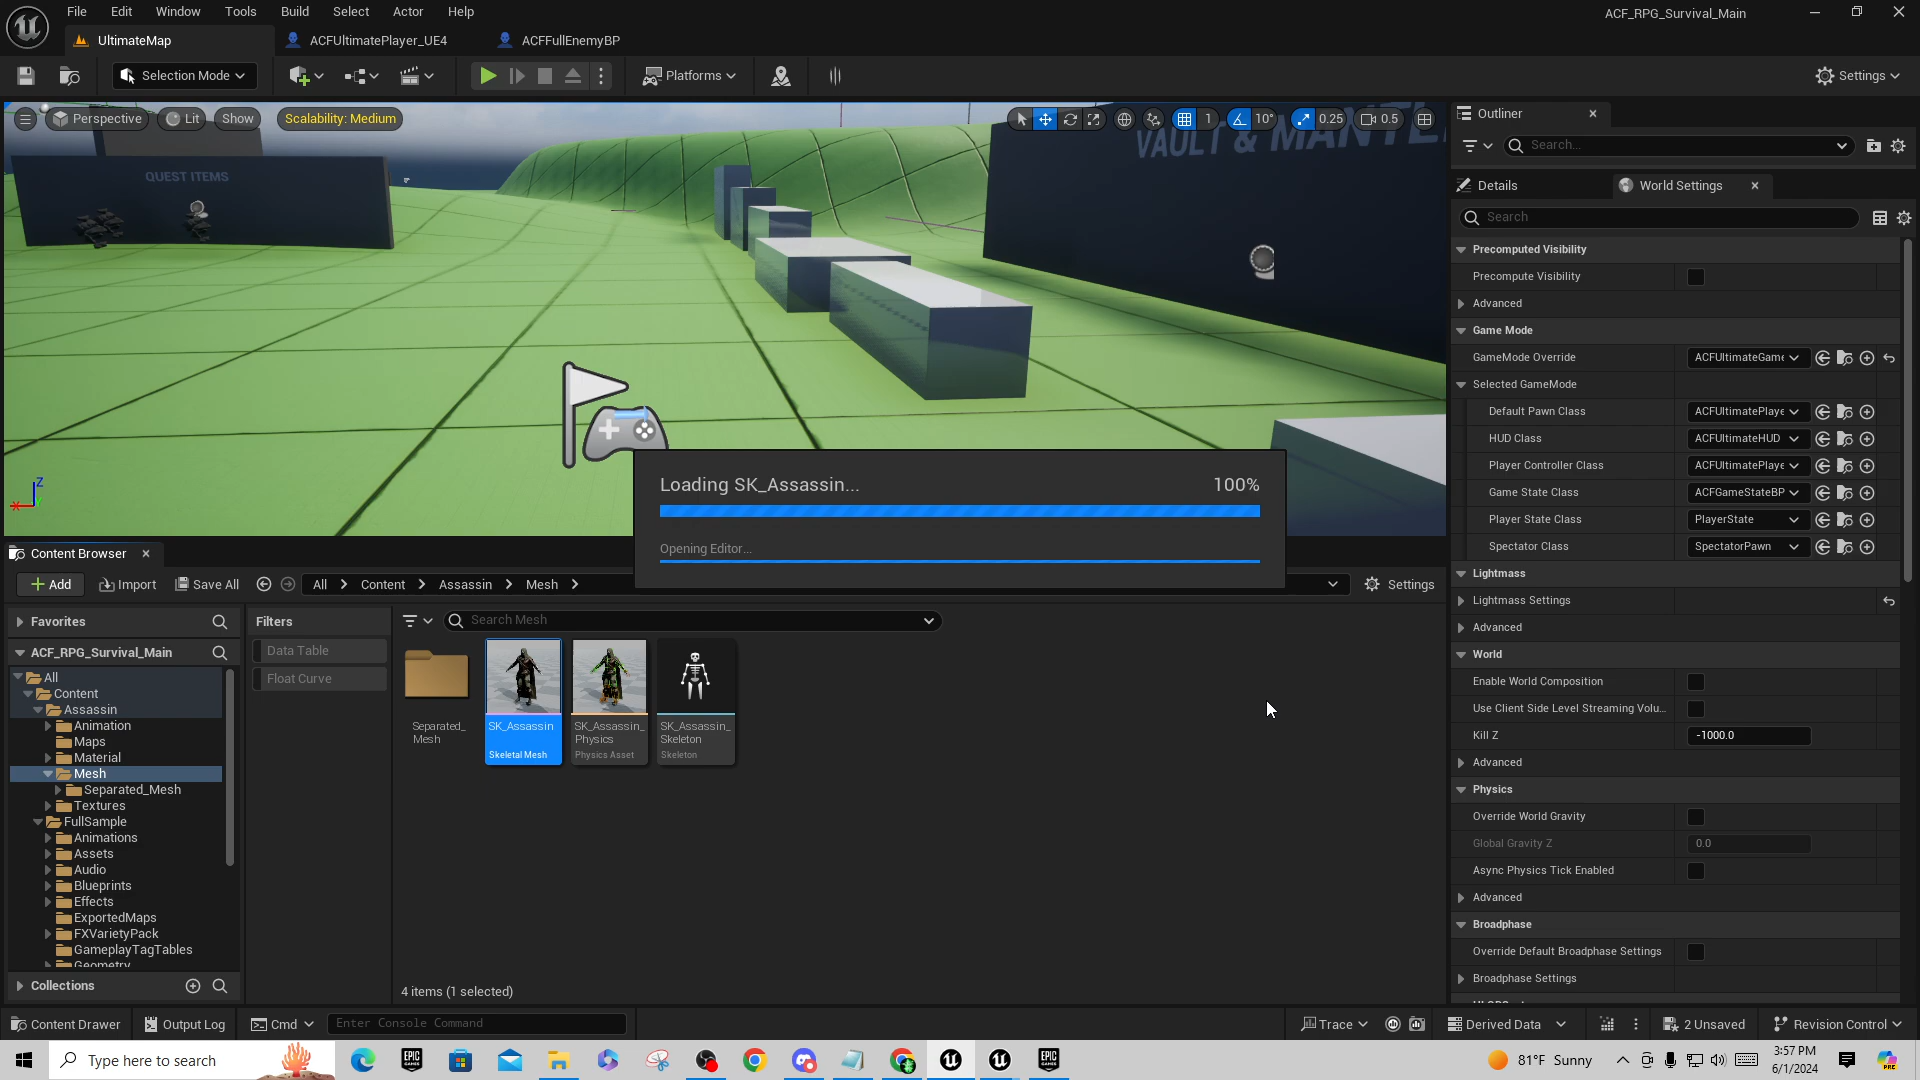 File Edit Window Tools Build Select Actor Help
ACF_RPG_Survival_Main
UltimateMap ACFUltimatePlayer_UE4 ACFFullEnemyBP
Selection Mode Platforms Settings
Perspective Lit Show Scalability: Medium
1 10° 0.25 0.5
VAULT & MANTLE
QUEST ITEMS
Loading SK_Assassin... 100%
Opening Editor...
Content Browser
Add Import Save All All Content Assassin Mesh Settings
Favorites
ACF_RPG_Survival_Main
All
Content
Assassin
Animation
Maps
Material
Mesh
Separated_Mesh
Textures
FullSample
Animations
Assets
Audio
Blueprints
Effects
ExportedMaps
FXVarietyPack
GameplayTagTables
Geometry
Collections
Filters
Data Table
Float Curve
Search Mesh
Separated_
Mesh
SK_Assassin
Skeletal Mesh
SK_Assassin_
Physics
Physics Asset
SK_Assassin_
Skeleton
Skeleton
4 items (1 selected)
Outliner
Search...
Details World Settings
Search
Precomputed Visibility
Precompute Visibility
Advanced
Game Mode
GameMode Override ACFUltimateGame
Selected GameMode
Default Pawn Class ACFUltimatePlaye
HUD Class ACFUltimateHUD
Player Controller Class ACFUltimatePlaye
Game State Class ACFGameStateBP
Player State Class PlayerState
Spectator Class SpectatorPawn
Lightmass
Lightmass Settings
Advanced
World
Enable World Composition
Use Client Side Level Streaming Volu...
Kill Z -1000.0
Advanced
Physics
Override World Gravity
Global Gravity Z 0.0
Async Physics Tick Enabled
Advanced
Broadphase
Override Default Broadphase Settings
Broadphase Settings
Content Drawer Output Log Cmd Enter Console Command Trace Derived Data 2 Unsaved Revision Control
Type here to search
EPIC GAMES
EPIC GAMES
81°F Sunny
3:57 PM
6/1/2024
PRE